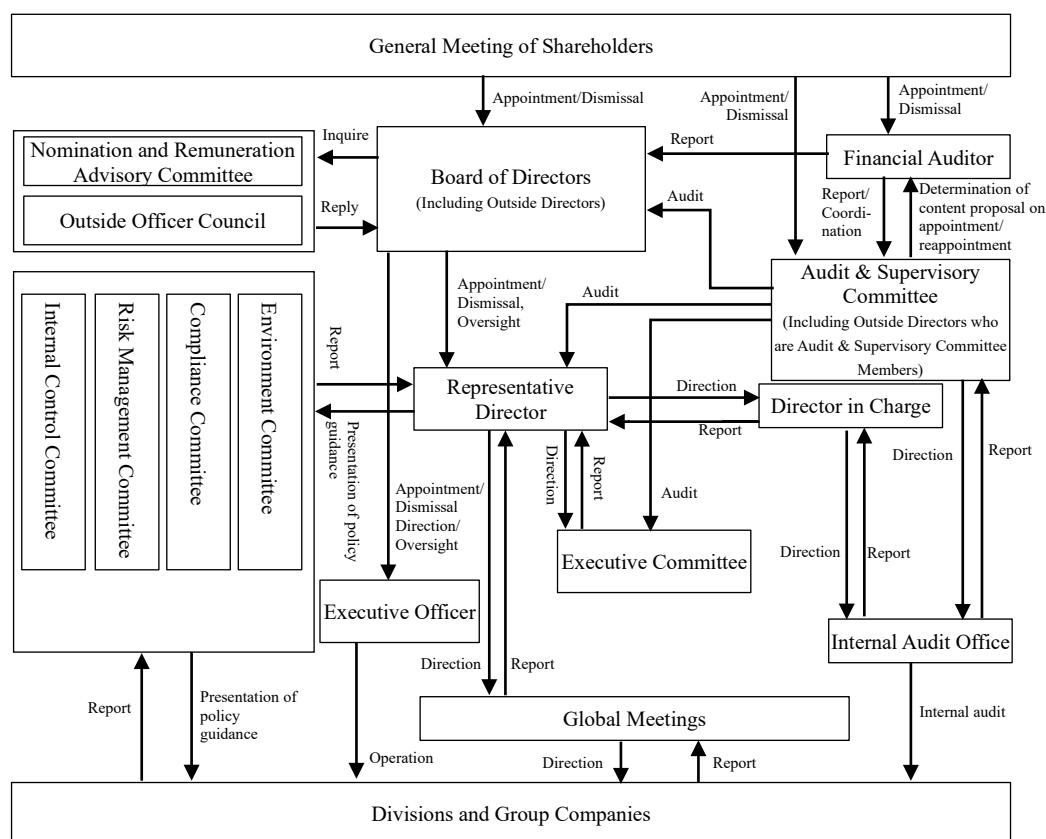 General Meeting of Shareholders
Appointment/Dismissal
Appointment/
Dismissal
Appointment/
Dismissal
Nomination and Remuneration
Advisory Committee
Outside Officer Council
Inquire
Reply
Board of Directors
(Including Outside Directors)
Report
Audit
Financial Auditor
Report/
Coordi-
nation
Determination of
content proposal on
appointment/
reappointment
Audit & Supervisory
Committee
(Including Outside Directors who
are Audit & Supervisory Committee
Members)
Internal Control Committee
Risk Management Committee
Compliance Committee
Environment Committee
Report
Presentation of policy
guidance
Appointment/
Dismissal,
Oversight
Audit
Representative
Director
Direction
Report
Director in Charge
Direction
Report
Appointment/
Dismissal
Direction/
Oversight
Direction
Report
Audit
Executive Committee
Direction
Report
Executive Officer
Internal Audit Office
Direction
Report
Report
Presentation of
policy
guidance
Global Meetings
Internal audit
Operation
Direction
Report
Divisions and Group Companies